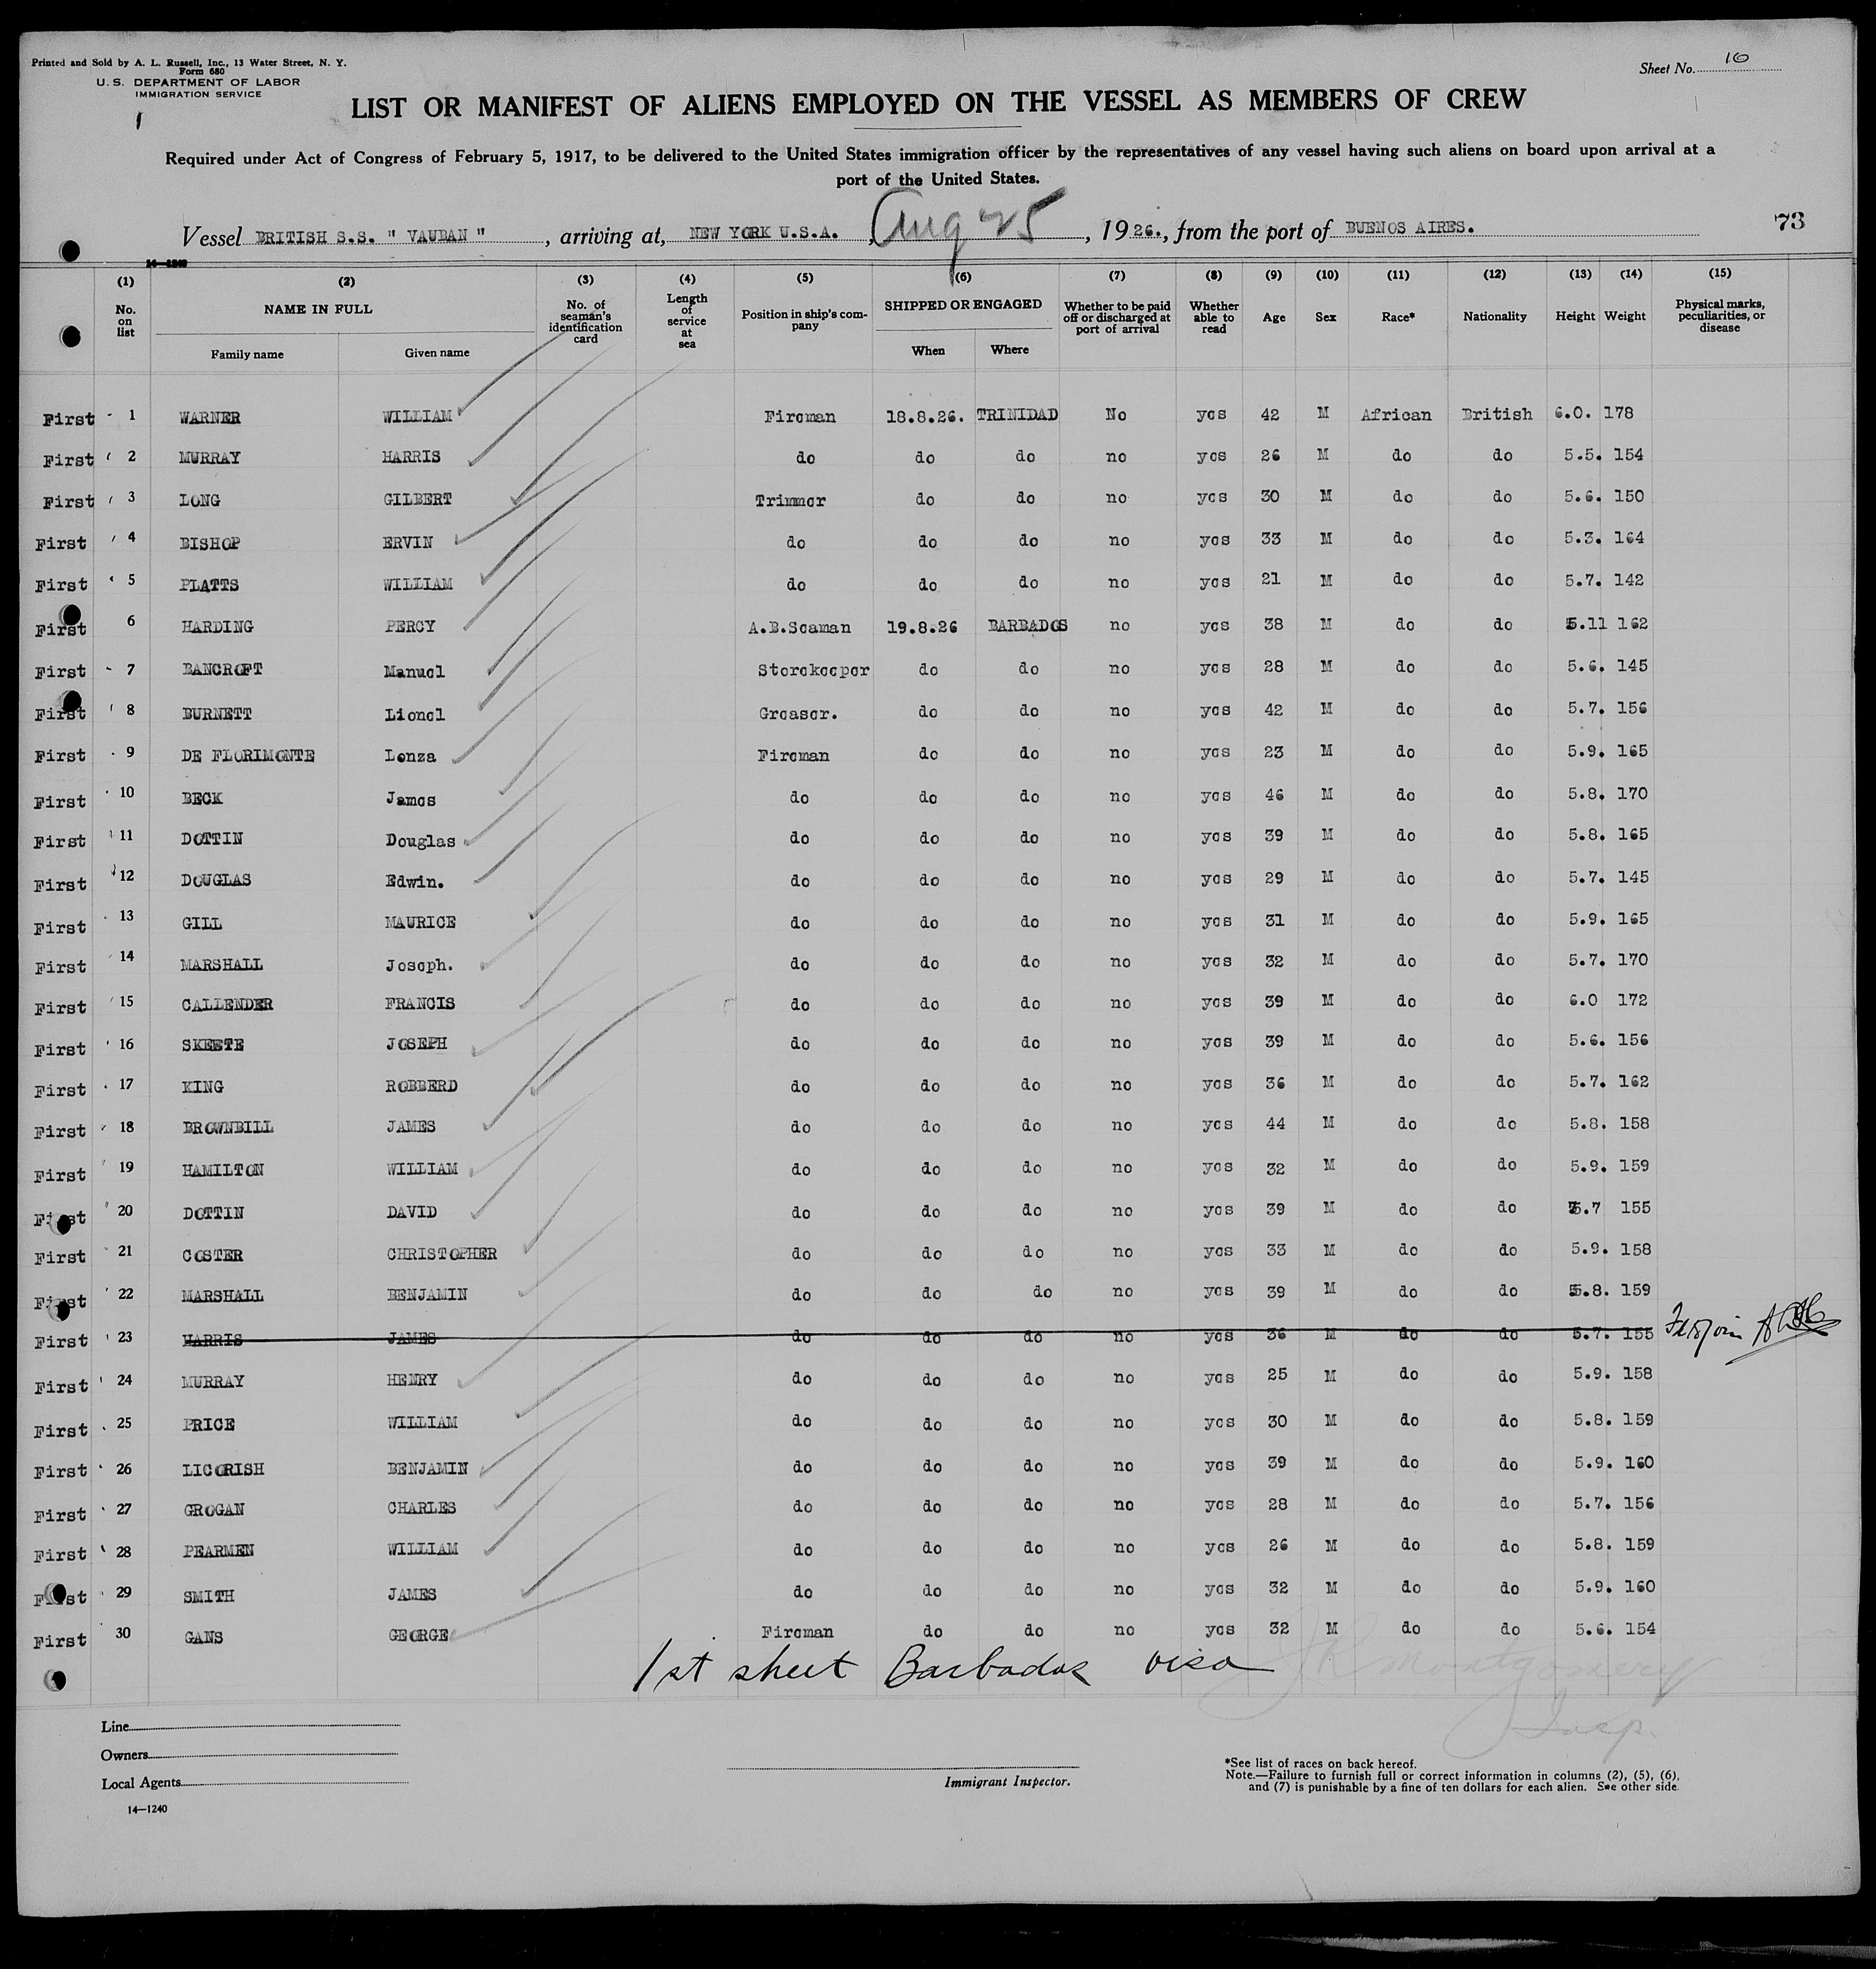 Printed and Sold by A. L. Russell, Inc., 13 Water Street, N. Y.
Form 680
U. S. DEPARTMENT OF LABOR
IMMIGRATION SERVICE
Sheet No. 10
LIST OR MANIFEST OF ALIENS EMPLOYED ON THE VESSEL AS MEMBERS OF CREW
Required under Act of Congress of February 5, 1917, to be delivered to the United States immigration officer by the representatives of any vessel having such aliens on board upon arrival at a
port of the United States.
Vessel BRITISH S.S. " VAUBAN ", arriving at, NEW YORK U.S.A., Aug 25, 1926., from the port of BUENOS AIRES.
73
14—1240
(1) (2) (3) (4) (5) (6) (7) (8) (9) (10) (11) (12) (13) (14) (15)
No. on list NAME IN FULL Family name Given name No. of seaman's identification card Length of service at sea Position in ship's company SHIPPED OR ENGAGED When Where Whether to be paid off or discharged at port of arrival Whether able to read Age Sex Race* Nationality Height Weight Physical marks, peculiarities, or disease
First 1 WARNER WILLIAM Fireman 18.8.26. TRINIDAD No yes 42 M African British 6.0. 178
First 2 MURRAY HARRIS do do do no yes 26 M do do 5.5. 154
First 3 LONG GILBERT Trimmer do do no yes 30 M do do 5.6. 150
First 4 BISHOP ERVIN do do do no yes 33 M do do 5.3. 164
First 5 PLATTS WILLIAM do do do no yes 21 M do do 5.7. 142
First 6 HARDING PERCY A.B.Seaman 19.8.26 BARBADOS no yes 38 M do do 5.11 162
First 7 BANCROFT Manuel Storekeeper do do no yes 28 M do do 5.6. 145
First 8 BURNETT Lionel Greaser. do do no yes 42 M do do 5.7. 156
First 9 DE FLORIMONTE Lenza Fireman do do no yes 23 M do do 5.9. 165
First 10 BECK James do do do no yes 46 M do do 5.8. 170
First 11 DOTTIN Douglas do do do no yes 39 M do do 5.8. 165
First 12 DOUGLAS Edwin. do do do no yes 29 M do do 5.7. 145
First 13 GILL MAURICE do do do no yes 31 M do do 5.9. 165
First 14 MARSHALL Joseph. do do do no yes 32 M do do 5.7. 170
First 15 CALLENDER FRANCIS do do do no yes 39 M do do 6.0 172
First 16 SKEETE JOSEPH do do do no yes 39 M do do 5.6. 156
First 17 KING ROBBERD do do do no yes 36 M do do 5.7. 162
First 18 BROWNBILL JAMES do do do no yes 44 M do do 5.8. 158
First 19 HAMILTON WILLIAM do do do no yes 32 M do do 5.9. 159
First 20 DOTTIN DAVID do do do no yes 39 M do do 5.7 155
First 21 COSTER CHRISTOPHER do do do no yes 33 M do do 5.9. 158
First 22 MARSHALL BENJAMIN do do do no yes 39 M do do 5.8. 159
First 23 HARRIS JAMES do do do no yes 36 M do do 5.7. 155
First 24 MURRAY HENRY do do do no yes 25 M do do 5.9. 158
First 25 PRICE WILLIAM do do do no yes 30 M do do 5.8. 159
First 26 LICORISH BENJAMIN do do do no yes 39 M do do 5.9. 160
First 27 GROGAN CHARLES do do do no yes 28 M do do 5.7. 156
First 28 PEARMEN WILLIAM do do do no yes 26 M do do 5.8. 159
First 29 SMITH JAMES do do do no yes 32 M do do 5.9. 160
First 30 GANS GEORGE Fireman do do no yes 32 M do do 5.6. 154
1st sheet Barbados visa
JR Montgomery
Insp.
Line
Owners
Local Agents
Immigrant Inspector.
14—1240
*See list of races on back hereof.
Note.—Failure to furnish full or correct information in columns (2), (5), (6),
and (7) is punishable by a fine of ten dollars for each alien. See other side.